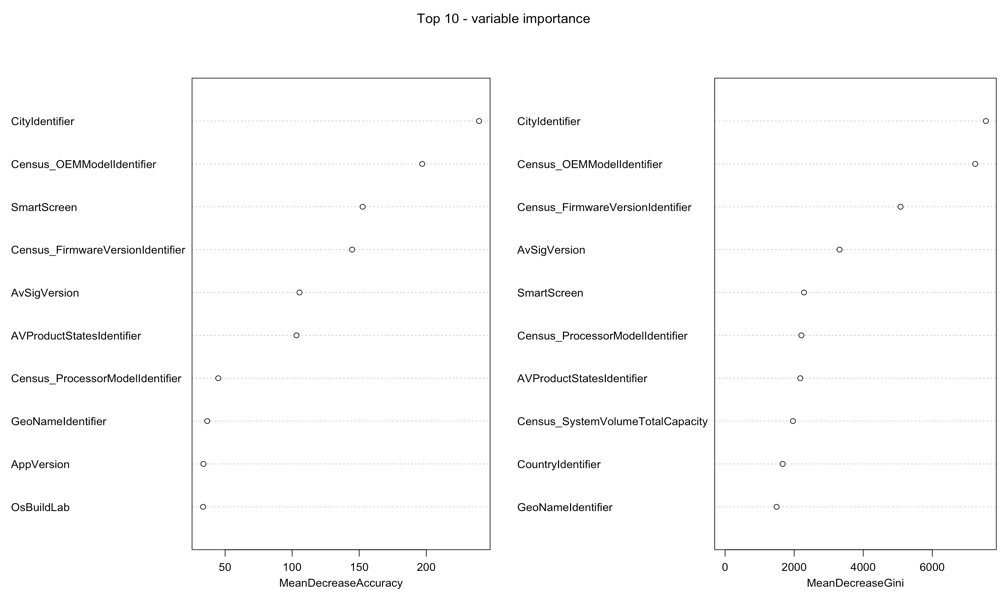 Top 10 - variable importance
CityIdentifier
Census_OEMModelIdentifier
SmartScreen
Census_FirmwareVersionIdentifier
AvSigVersion
AVProductStatesIdentifier
Census_ProcessorModelIdentifier
GeoNameIdentifier
AppVersion
OsBuildLab
50 100 150 200
MeanDecreaseAccuracy
CityIdentifier
Census_OEMModelIdentifier
Census_FirmwareVersionIdentifier
AvSigVersion
SmartScreen
Census_ProcessorModelIdentifier
AVProductStatesIdentifier
Census_SystemVolumeTotalCapacity
CountryIdentifier
GeoNameIdentifier
0 2000 4000 6000
MeanDecreaseGini